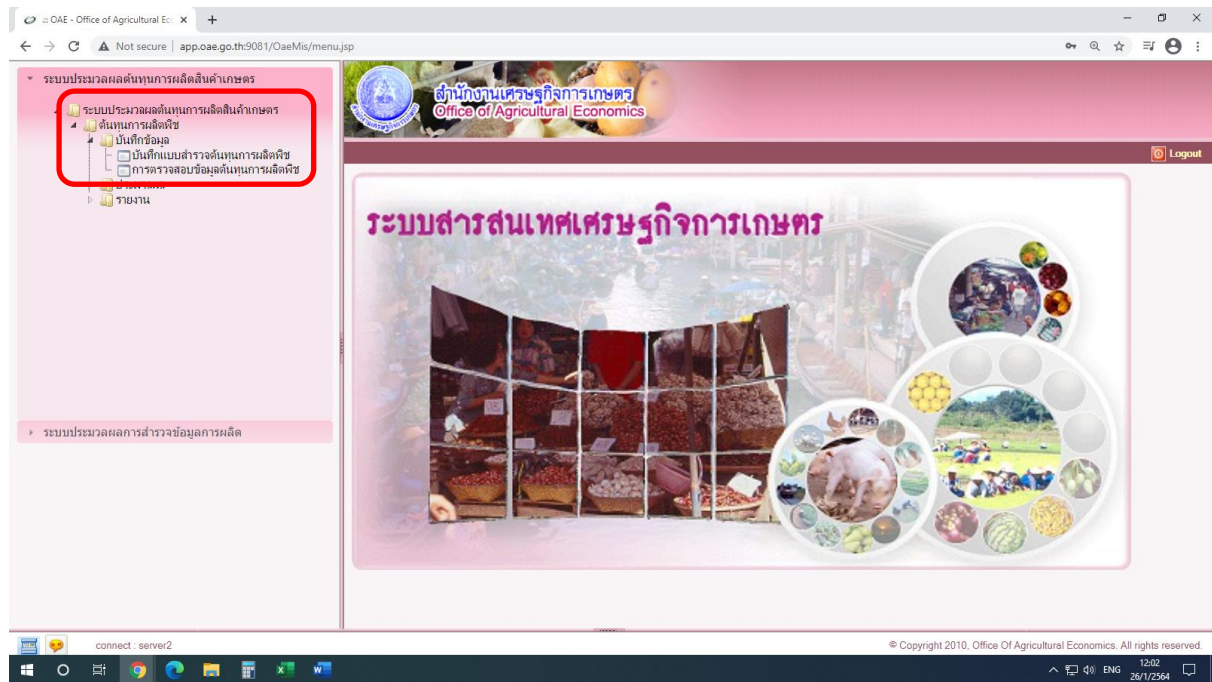 .:: OAE - Office of Agricultural Ec
Not secure | app.oae.go.th:9081/OaeMis/menu.jsp
ระบบประมวลผลต้นทุนการผลิตสินค้าเกษตร
ระบบประมวลผลต้นทุนการผลิตสินค้าเกษตร
ต้นทุนการผลิตพืช
บันทึกข้อมูล
บันทึกแบบสำรวจต้นทุนการผลิตพืช
การตรวจสอบข้อมูลต้นทุนการผลิตพืช
รายงาน
ระบบประมวลผลการสำรวจข้อมูลการผลิต
สำนักงานเศรษฐกิจการเกษตร
Office of Agricultural Economics
Logout
ระบบสารสนเทศเศรษฐกิจการเกษตร
connect : server2
© Copyright 2010, Office Of Agricultural Economics. All rights reserved.
ENG
12:02
26/1/2564